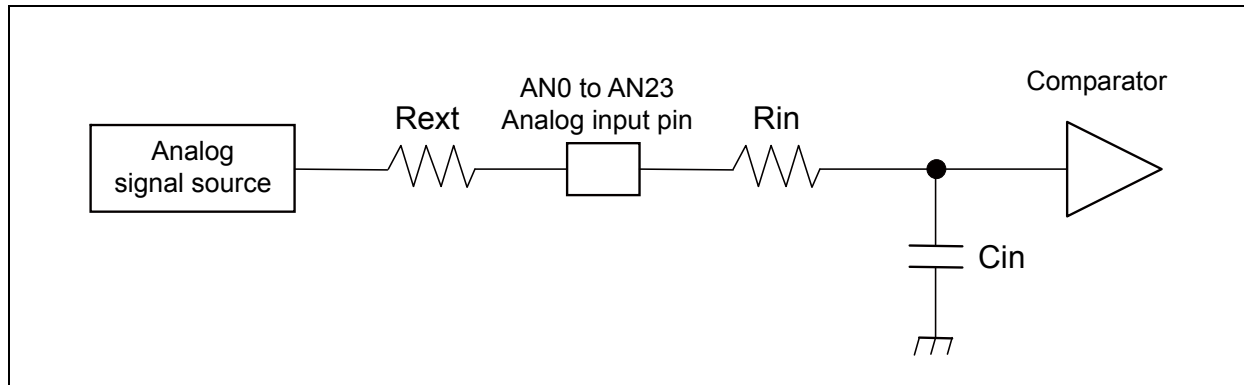 Analog
signal source
Rext
AN0 to AN23
Analog input pin
Rin
Comparator
Cin